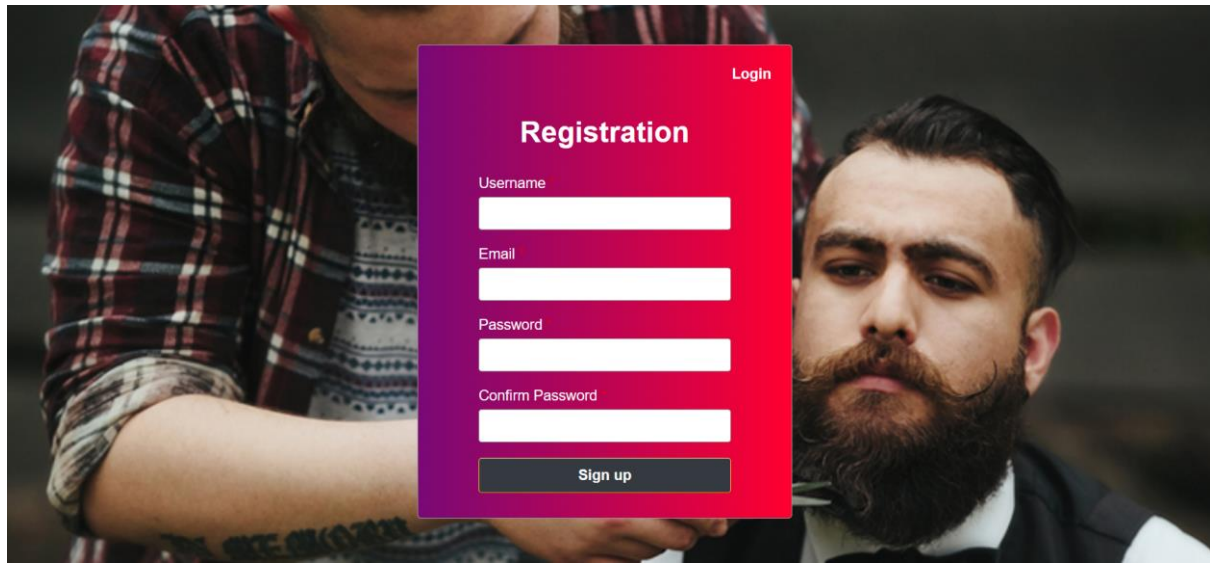 Login
Registration
Username
Email
Password
Confirm Password
Sign up